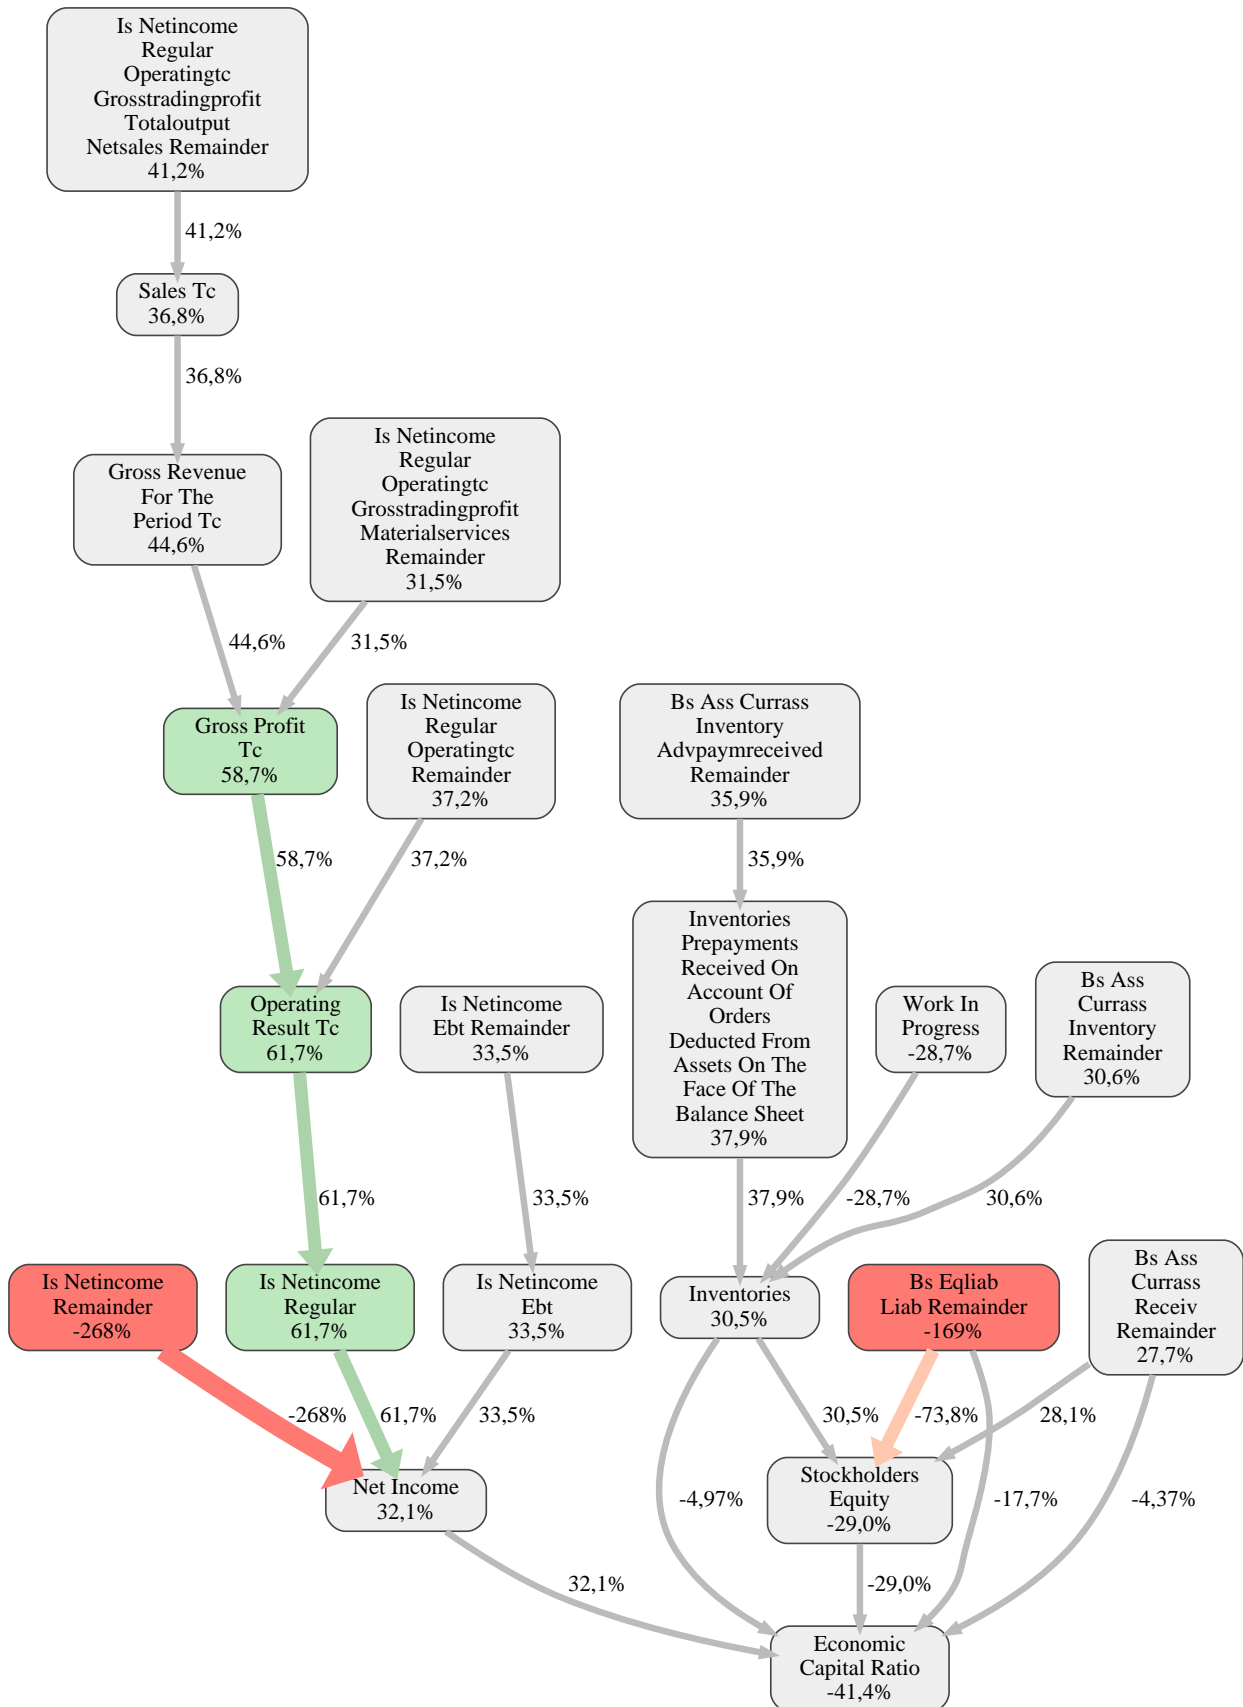 Is Netincome
Regular
Operatingtc
Grosstradingprofit
Totaloutput
Netsales Remainder
41,2%
41,2%
Sales Tc
36,8%
36,8%
Gross Revenue
For The
Period Tc
44,6%
Is Netincome
Regular
Operatingtc
Grosstradingprofit
Materialservices
Remainder
31,5%
44,6%
31,5%
Gross Profit
Tc
58,7%
Is Netincome
Regular
Operatingtc
Remainder
37,2%
Bs Ass Currass
Inventory
Advpaymreceived
Remainder
35,9%
58,7%
37,2%
35,9%
Operating
Result Tc
61,7%
Is Netincome
Ebt Remainder
33,5%
Inventories
Prepayments
Received On
Account Of
Orders
Deducted From
Assets On The
Face Of The
Balance Sheet
37,9%
Work In
Progress
-28,7%
Bs Ass
Currass
Inventory
Remainder
30,6%
61,7%
33,5%
37,9%
-28,7%
30,6%
Is Netincome
Remainder
-268%
Is Netincome
Regular
61,7%
Is Netincome
Ebt
33,5%
Inventories
30,5%
Bs Eqliab
Liab Remainder
-169%
Bs Ass
Currass
Receiv
Remainder
27,7%
-268%
61,7%
33,5%
30,5%
-73,8%
28,1%
Net Income
32,1%
-4,97%
Stockholders
Equity
-29,0%
-17,7%
-4,37%
32,1%
-29,0%
Economic
Capital Ratio
-41,4%